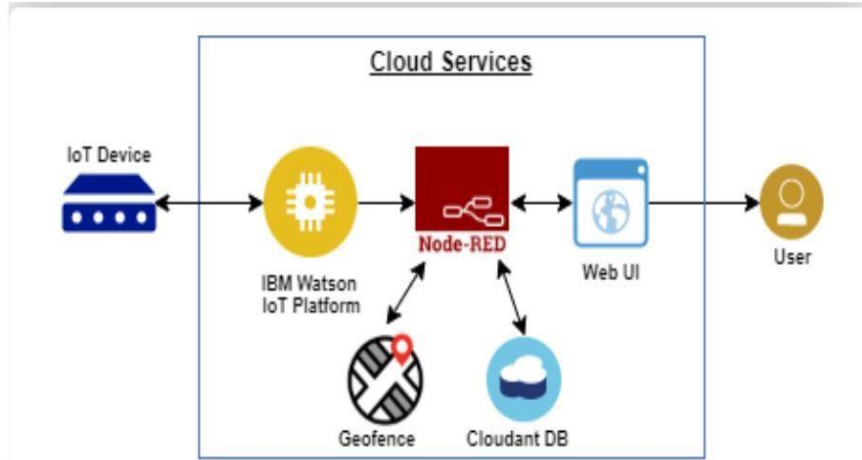 Cloud Services
IoT Device
Node-RED
IBM Watson
IoT Platform
Web UI
User
Geofence
Cloudant DB